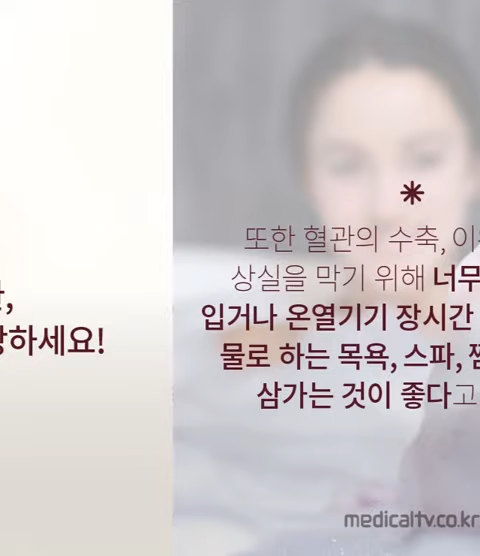 하세요!
또한 혈관의 수축,
상실을 막기 위해 너무
입거나 온열기기 장시간
물로 하는 목욕, 스파,
삼가는 것이 좋다고
medicaltv.co.kr